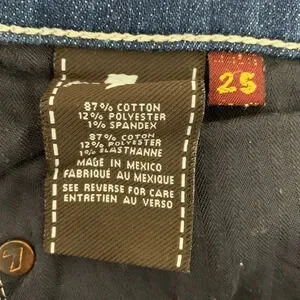 25
87% COTTON
12% POLYESTER
1% SPANDEX
87% COTON
12% POLYESTER
1% ELASTHANNE
MADE IN MEXICO
FABRIQUÉ AU MEXIQUE
SEE REVERSE FOR CARE
ENTRETIEN AU VERSO